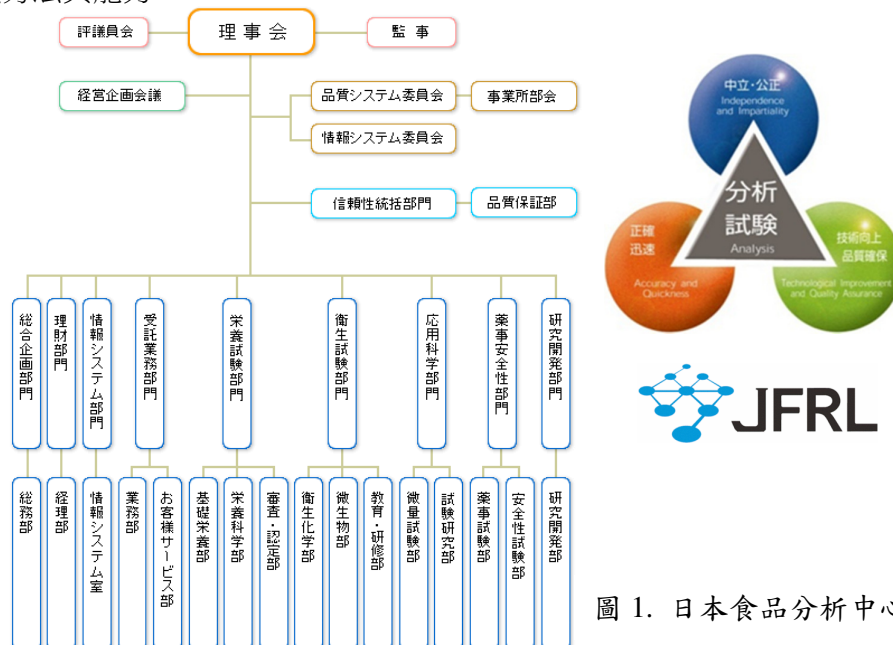 評議員会
理事会
監事
経営企画会議
品質システム委員会
事業所部会
情報システム委員会
信頼性統括部門
品質保証部
総合企画部門
理財部門
情報システム部門
受託業務部門
栄養試験部門
衛生試験部門
応用科学部門
薬事安全性部門
研究開発部門
総務部
経理部
情報システム室
業務部
お客様サービス部
基礎栄養部
栄養科学部
審査・認定部
衛生化学部
微生物部
教育・研修部
微量試験部
試験研究部
薬事試験部
安全性試験部
研究開発部
中立・公正
Independence
and Impartiality
分析
試験
Analysis
正確
迅速
Accuracy and
Quickness
技術向上
品質確保
Technological Improvement
and Quality Assurance
JFRL
圖 1. 日本食品分析中心